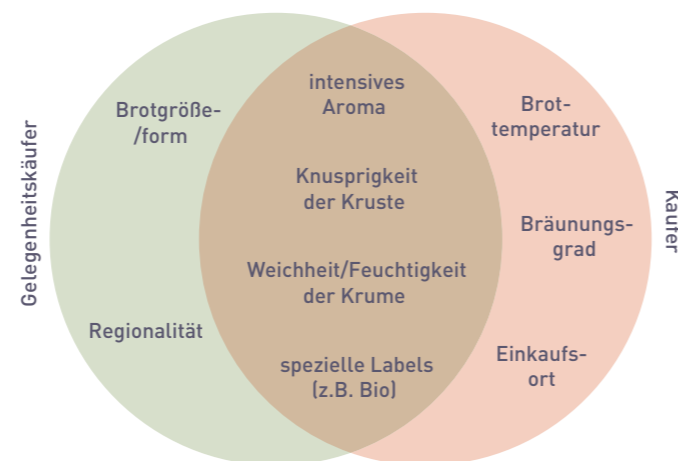 Gelegenheitskäufer
Brotgröße-
/form
Regionalität
intensives
Aroma
Knusprigkeit
der Kruste
Weichheit/Feuchtigkeit
der Krume
spezielle Labels
(z.B. Bio)
Brot-
temperatur
Bräunungs-
grad
Einkaufs-
ort
Käufer